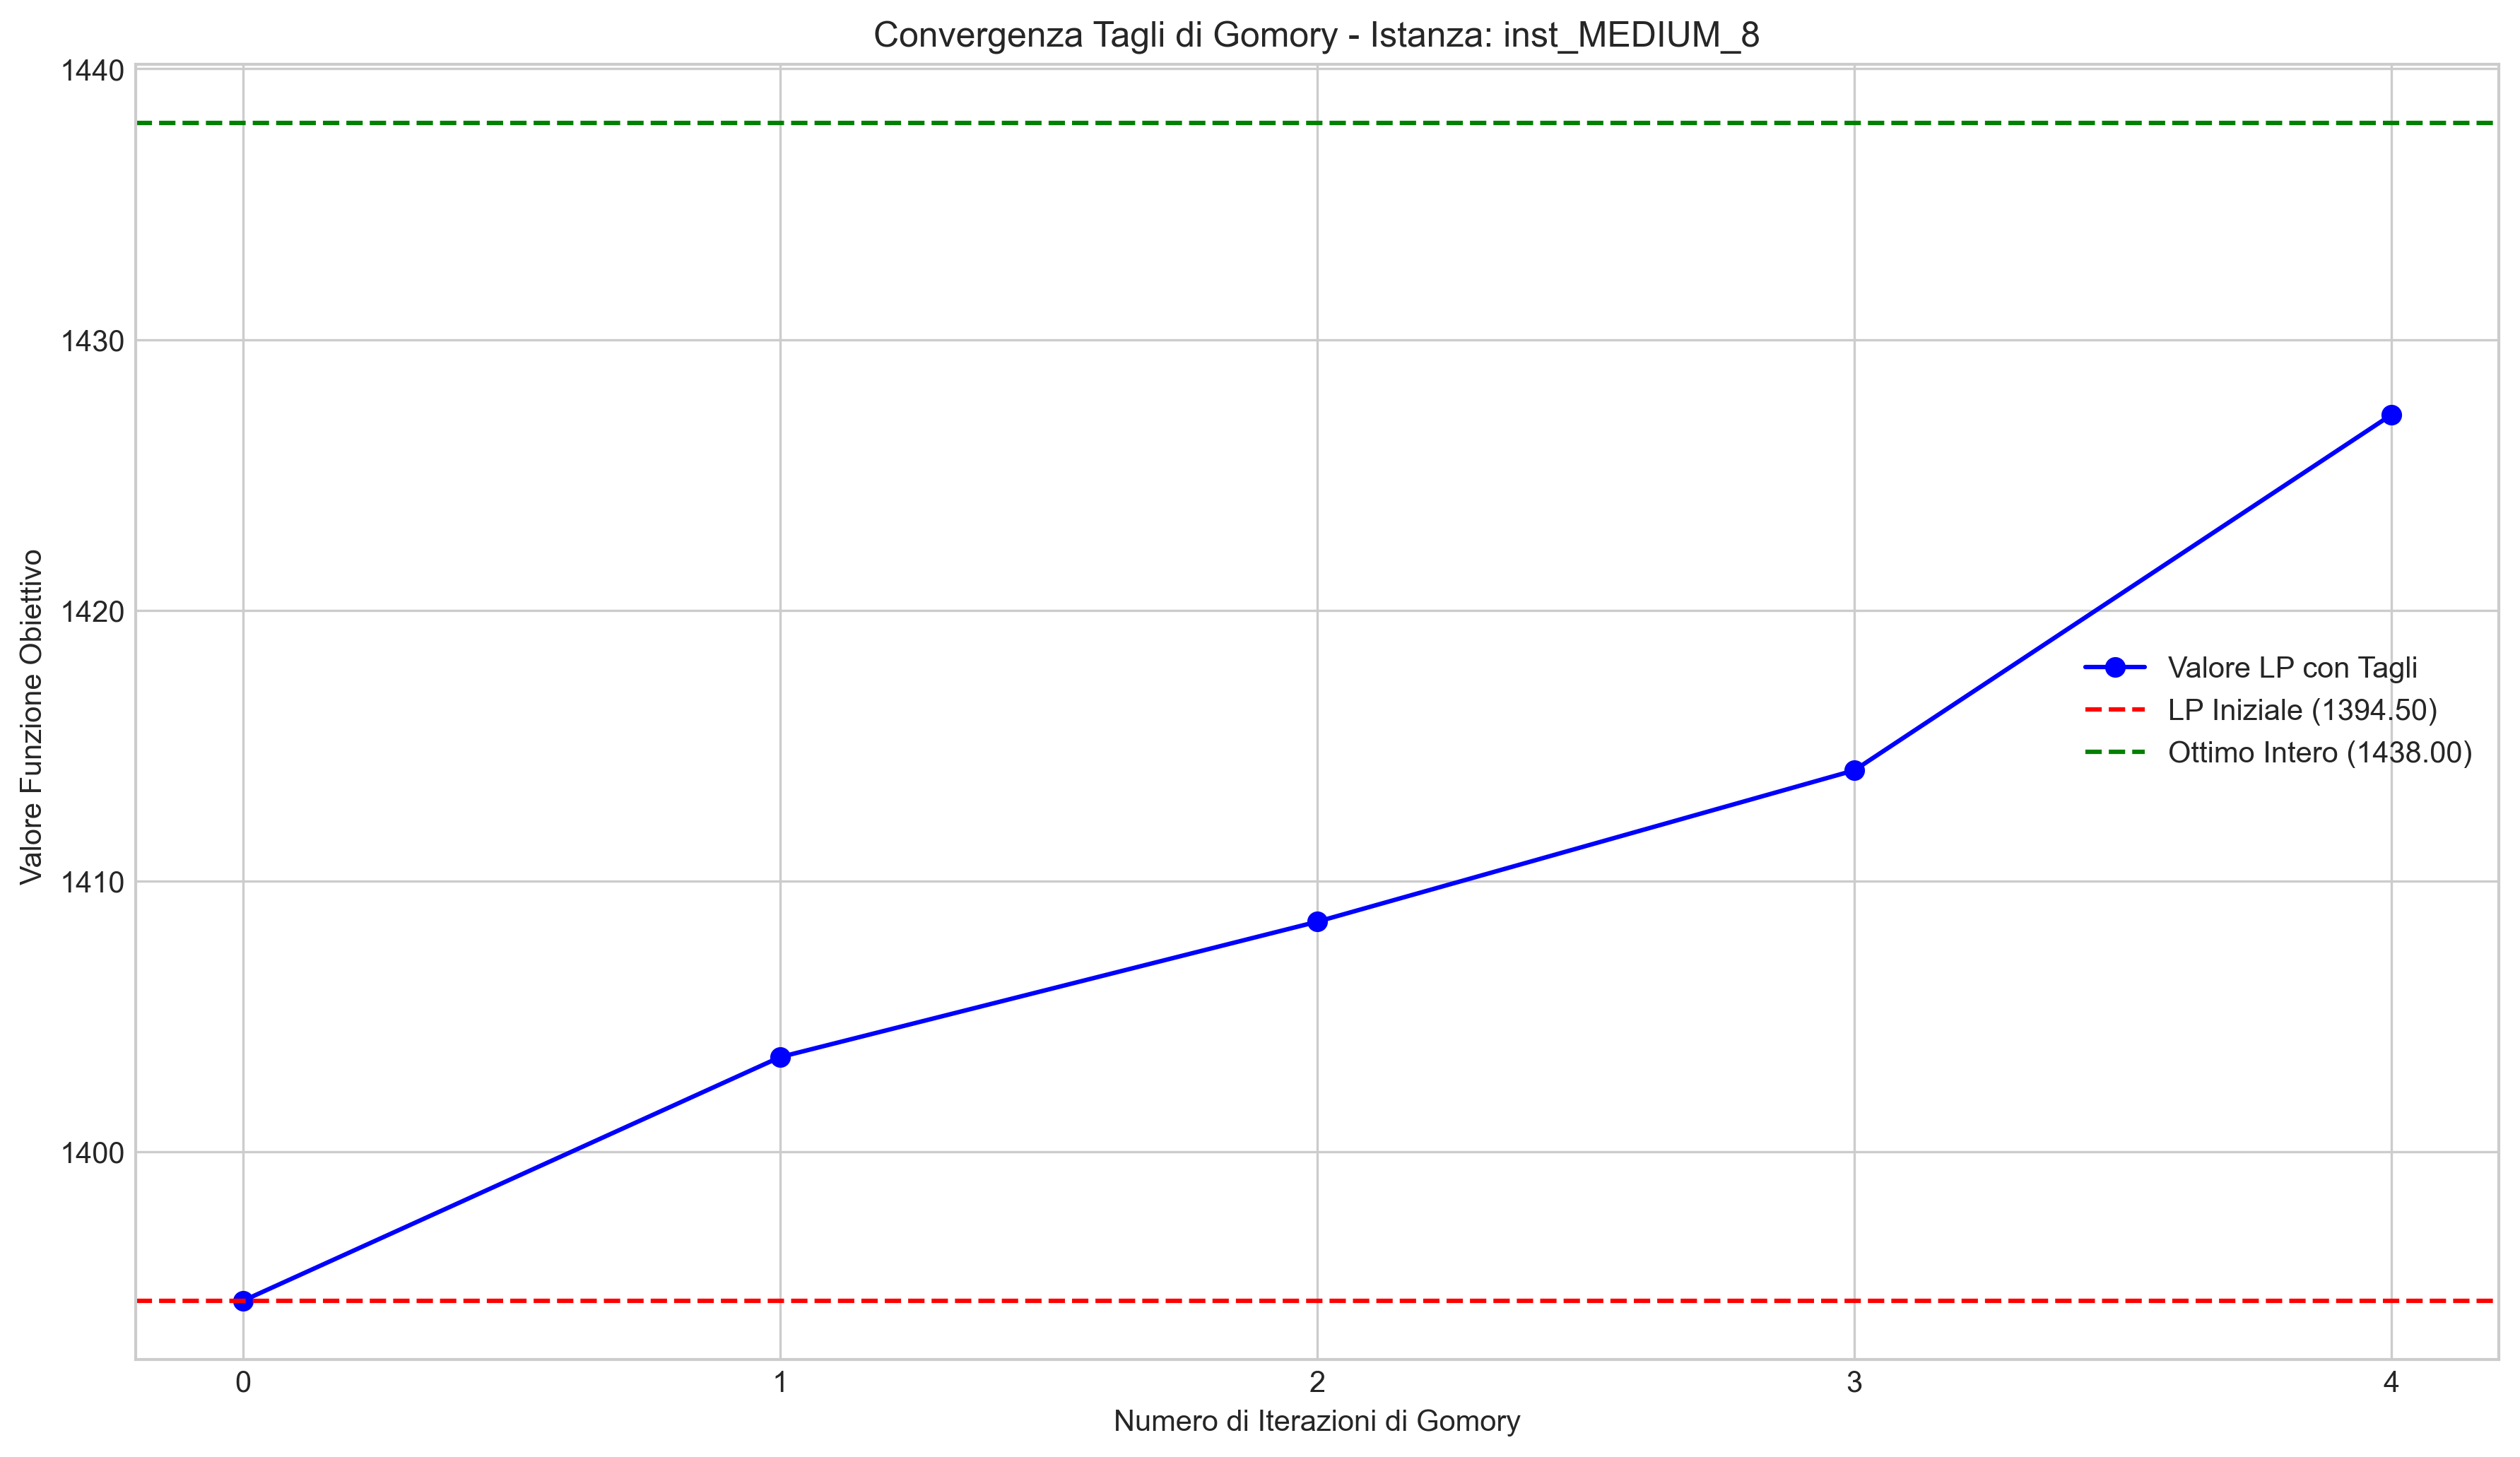 Convergenza Tagli di Gomory - Istanza: inst_MEDIUM_8
1440
1430
1420
1410
1400
Valore Funzione Obiettivo
Valore LP con Tagli
LP Iniziale (1394.50)
Ottimo Intero (1438.00)
0 1 2 3 4
Numero di Iterazioni di Gomory